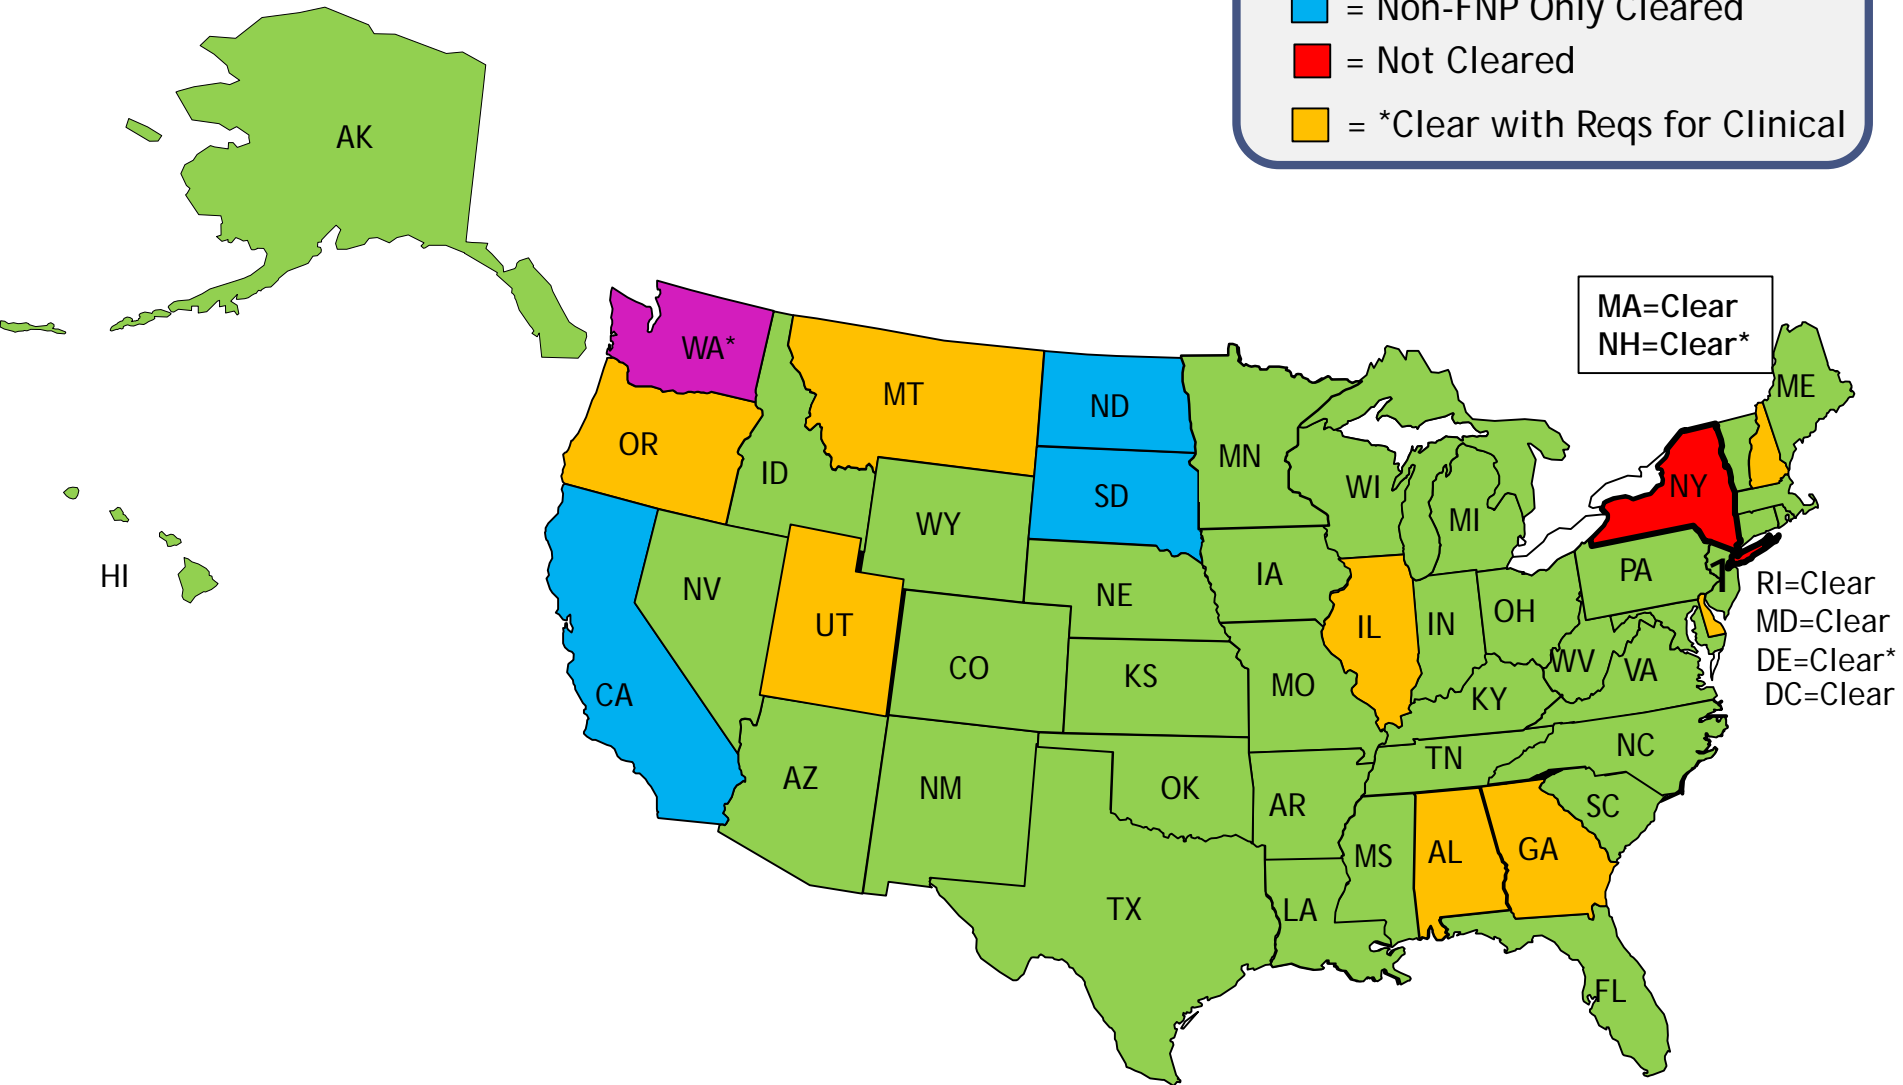 = Non-FNP Only Cleared
= Not Cleared
= *Clear with Reqs for Clinical
AK
HI
MA=Clear
NH=Clear*
WA*
MT
ND
ME
OR
ID
SD
MN
WI
MI
NY
WY
NV
UT
NE
IA
IL
IN
OH
PA
1
RI=Clear
MD=Clear
DE=Clear*
DC=Clear
CA
CO
KS
MO
KY
WV
VA
AZ
NM
OK
AR
TN
NC
SC
TX
LA
MS
AL
GA
FL